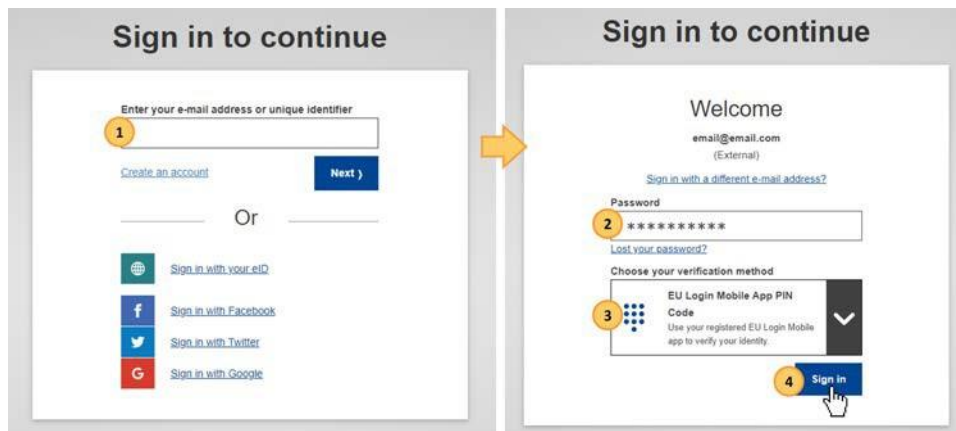 Sign in to continue
Enter your e-mail address or unique identifier
1
Create an account
Next ⟩
Or
Sign in with your eID
f
Sign in with Facebook
Sign in with Twitter
G
Sign in with Google
Sign in to continue
Welcome
email@email.com
(External)
Sign in with a different e-mail address?
Password
2
**********
Lost your password?
Choose your verification method
EU Login Mobile App PIN
Code
3
Use your registered EU Login Mobile
app to verify your identity.
4
Sign in